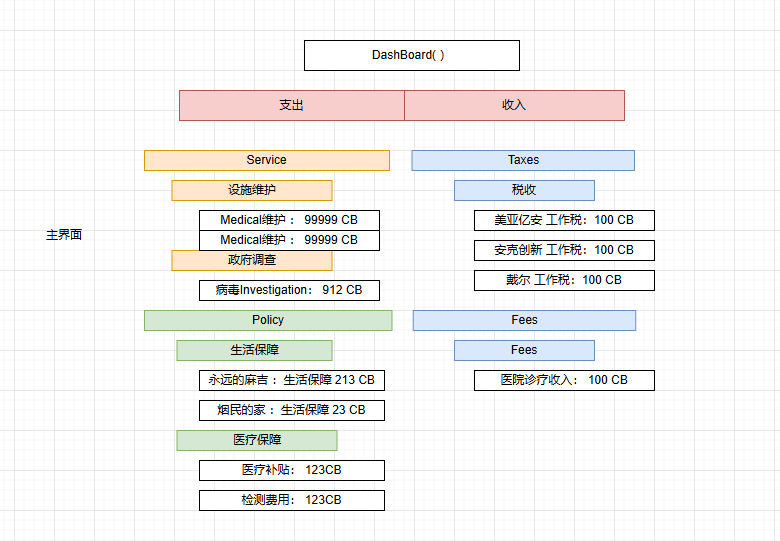 DashBoard( )
支出
收入
主界面
Service
设施维护
Medical维护： 99999 CB
Medical维护： 99999 CB
政府调查
病毒Investigation： 912 CB
Policy
生活保障
永远的麻吉： 生活保障 213 CB
烟民的家： 生活保障 23 CB
医疗保障
医疗补贴： 123CB
检测费用： 123CB
Taxes
税收
美亚亿安 工作税：100 CB
安克创新 工作税：100 CB
戴尔 工作税：100 CB
Fees
Fees
医院诊疗收入： 100 CB